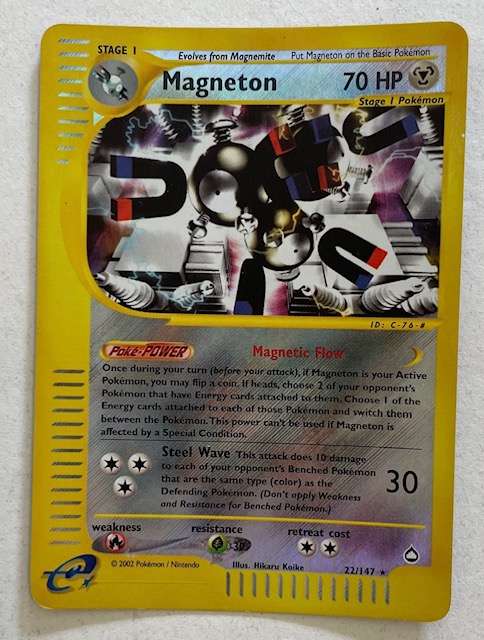 STAGE 1
Evolves from Magnemite Put Magneton on the Basic Pokémon
Magneton 70 HP
Stage 1 Pokémon
ID: C-76-#
Poké-POWER Magnetic Flow
Once during your turn (before your attack), if Magneton is your Active
Pokémon, you may flip a coin. If heads, choose 2 of your opponent's
Pokémon that have Energy cards attached to them. Choose 1 of the
Energy cards attached to each of those Pokémon and switch them
between the Pokémon. This power can't be used if Magneton is
affected by a Special Condition.
Steel Wave This attack does 10 damage
to each of your opponent's Benched Pokémon
that are the same type (color) as the
Defending Pokémon. (Don't apply Weakness
and Resistance for Benched Pokémon.)
30
weakness resistance retreat cost
-30
© 2002 Pokémon / Nintendo Illus. Hikaru Koike 22/147 ★
e